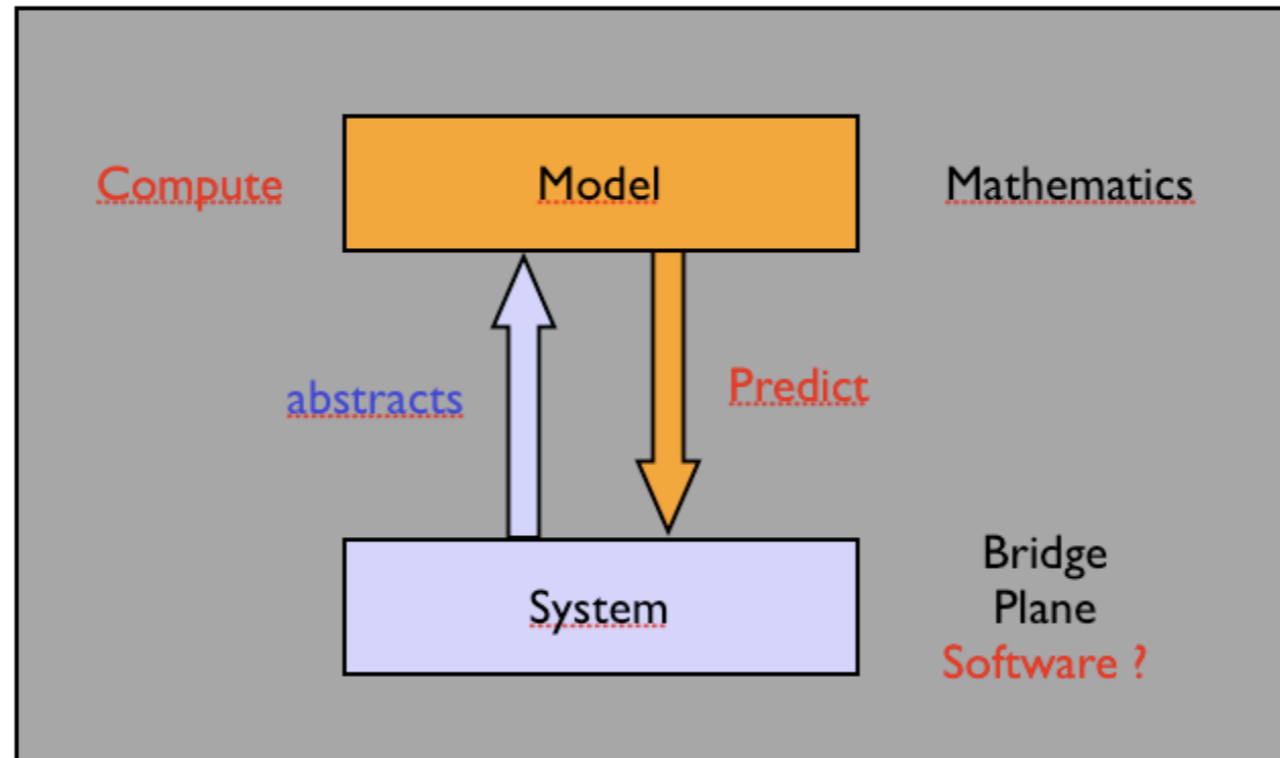 Compute
Model
Mathematics
abstracts
Predict
System
Bridge
Plane
Software ?